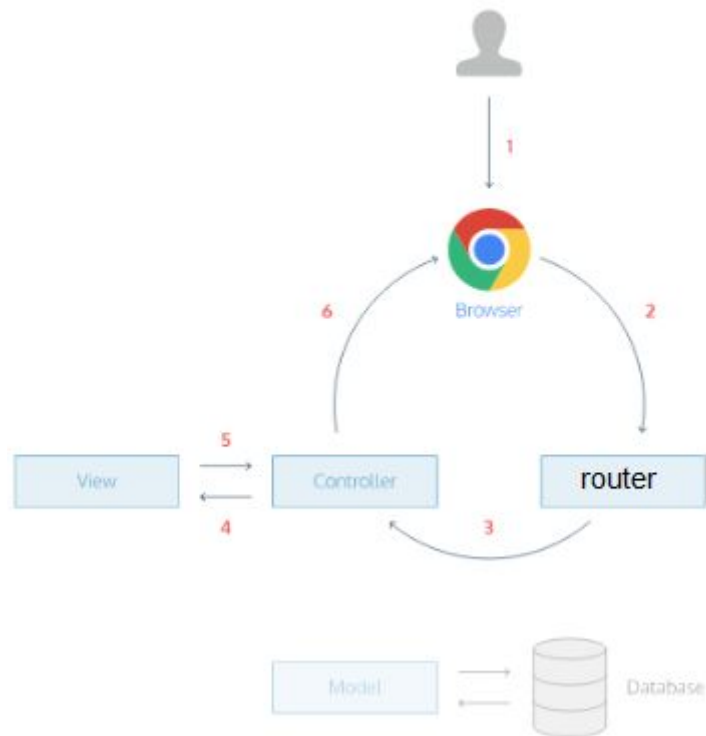 1
Browser
6
2
5
View
Controller
router
4
3
Model
Database